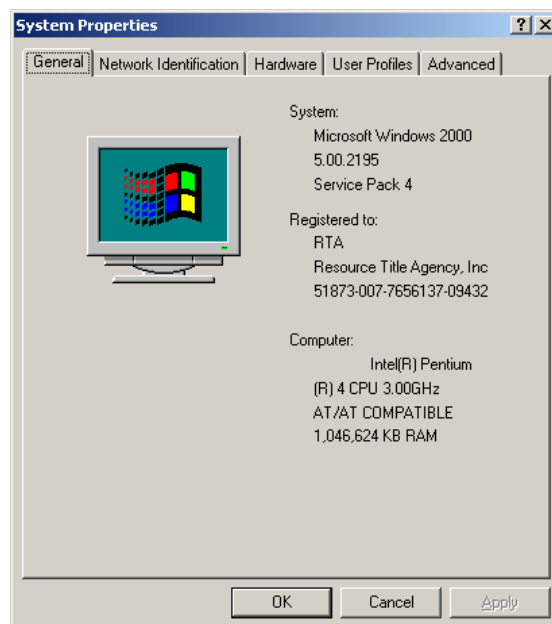 System Properties
General Network Identification Hardware User Profiles Advanced
System:
Microsoft Windows 2000
5.00.2195
Service Pack 4
Registered to:
RTA
Resource Title Agency, Inc
51873-007-7656137-09432
Computer:
Intel(R) Pentium
(R) 4 CPU 3.00GHz
AT/AT COMPATIBLE
1,046,624 KB RAM
OK Cancel Apply